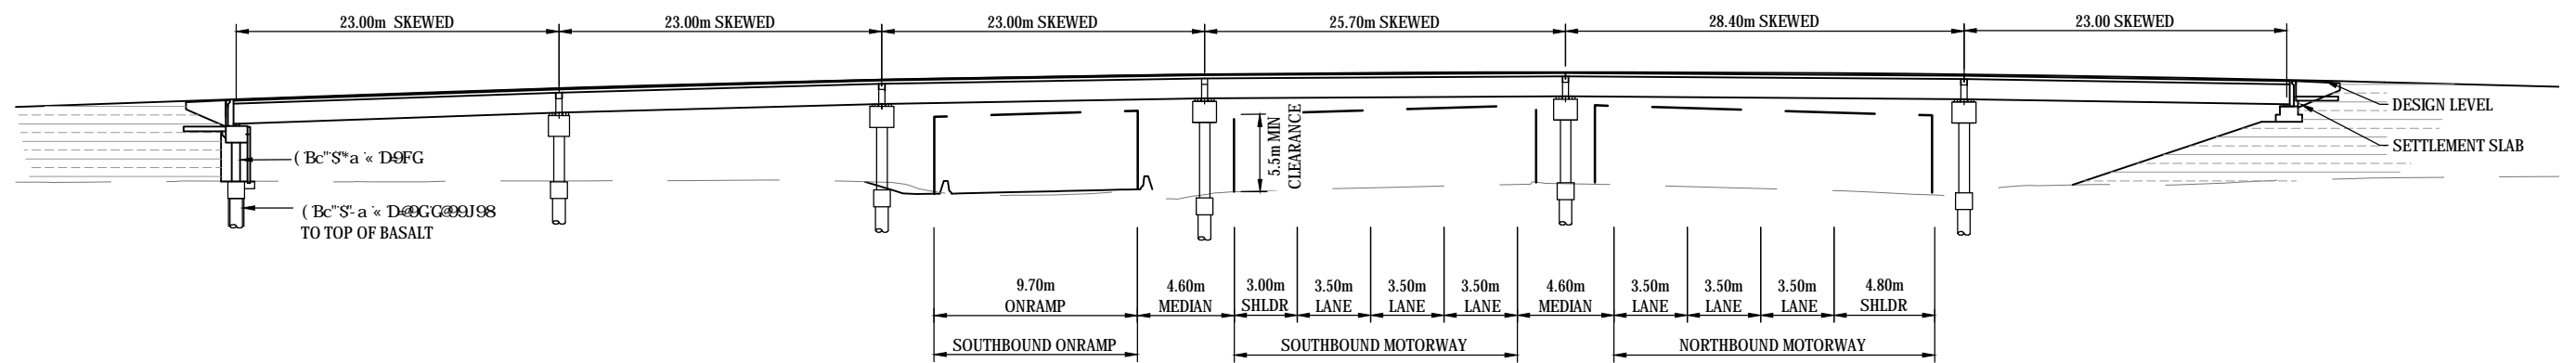 23.00m SKEWED
23.00m SKEWED
23.00m SKEWED
25.70m SKEWED
28.40m SKEWED
23.00 SKEWED
DESIGN LEVEL
SETTLEMENT SLAB
5.5m MIN
CLEARANCE
TO TOP OF BASALT
9.70m
ONRAMP
4.60m
MEDIAN
3.00m
SHLDR
3.50m
LANE
3.50m
LANE
3.50m
LANE
4.60m
MEDIAN
3.50m
LANE
3.50m
LANE
3.50m
LANE
4.80m
SHLDR
SOUTHBOUND ONRAMP
SOUTHBOUND MOTORWAY
NORTHBOUND MOTORWAY